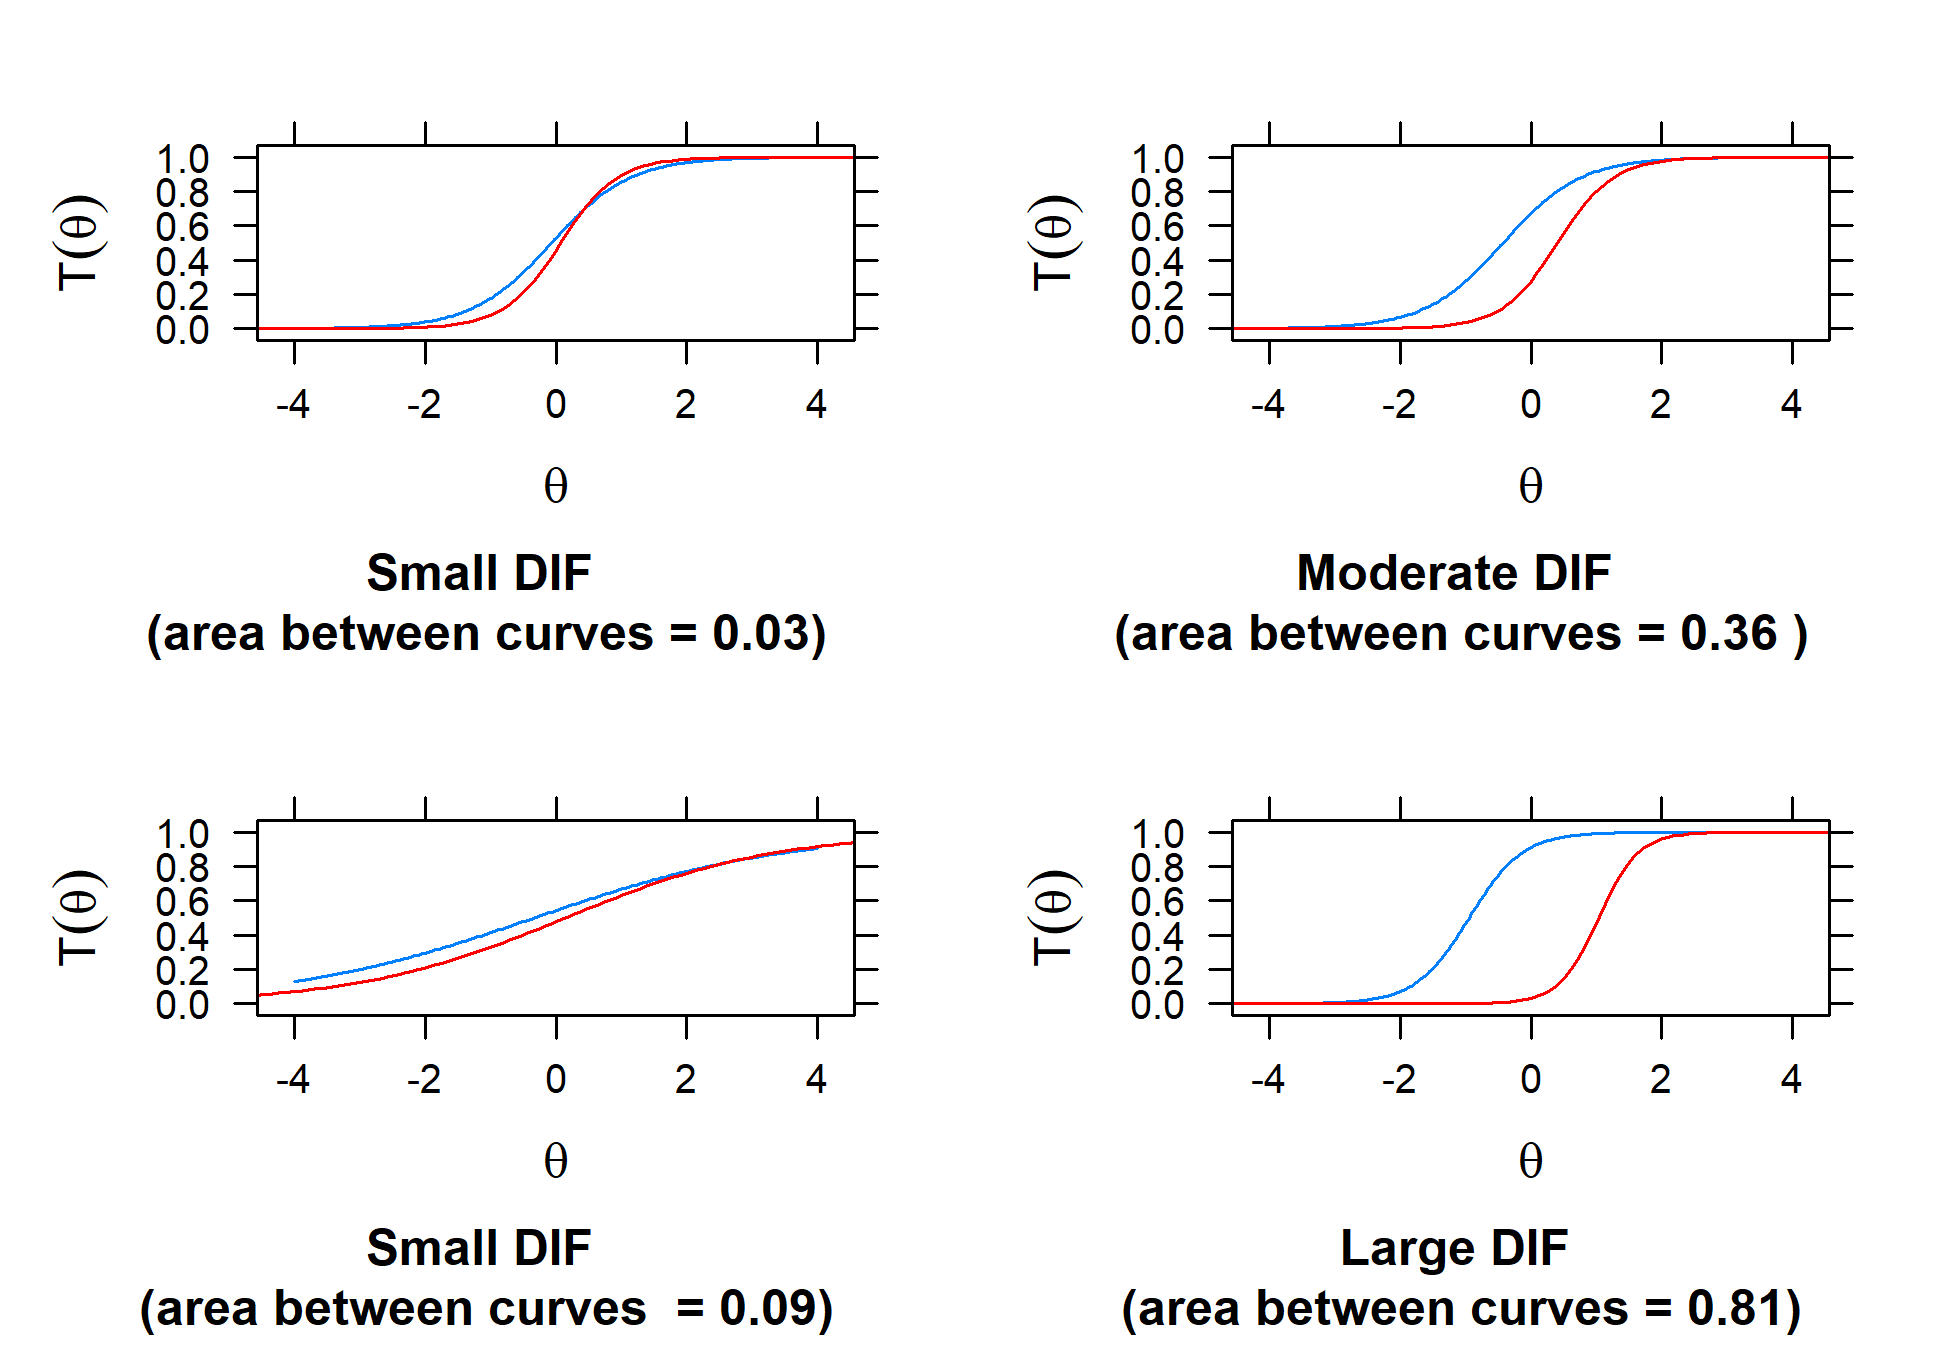 T(θ)
1.0
0.8
0.6
0.4
0.2
0.0
-4 -2 0 2 4
θ
Small DIF
(area between curves = 0.03)
T(θ)
1.0
0.8
0.6
0.4
0.2
0.0
-4 -2 0 2 4
θ
Moderate DIF
(area between curves = 0.36 )
T(θ)
1.0
0.8
0.6
0.4
0.2
0.0
-4 -2 0 2 4
θ
Small DIF
(area between curves  = 0.09)
T(θ)
1.0
0.8
0.6
0.4
0.2
0.0
-4 -2 0 2 4
θ
Large DIF
(area between curves = 0.81)